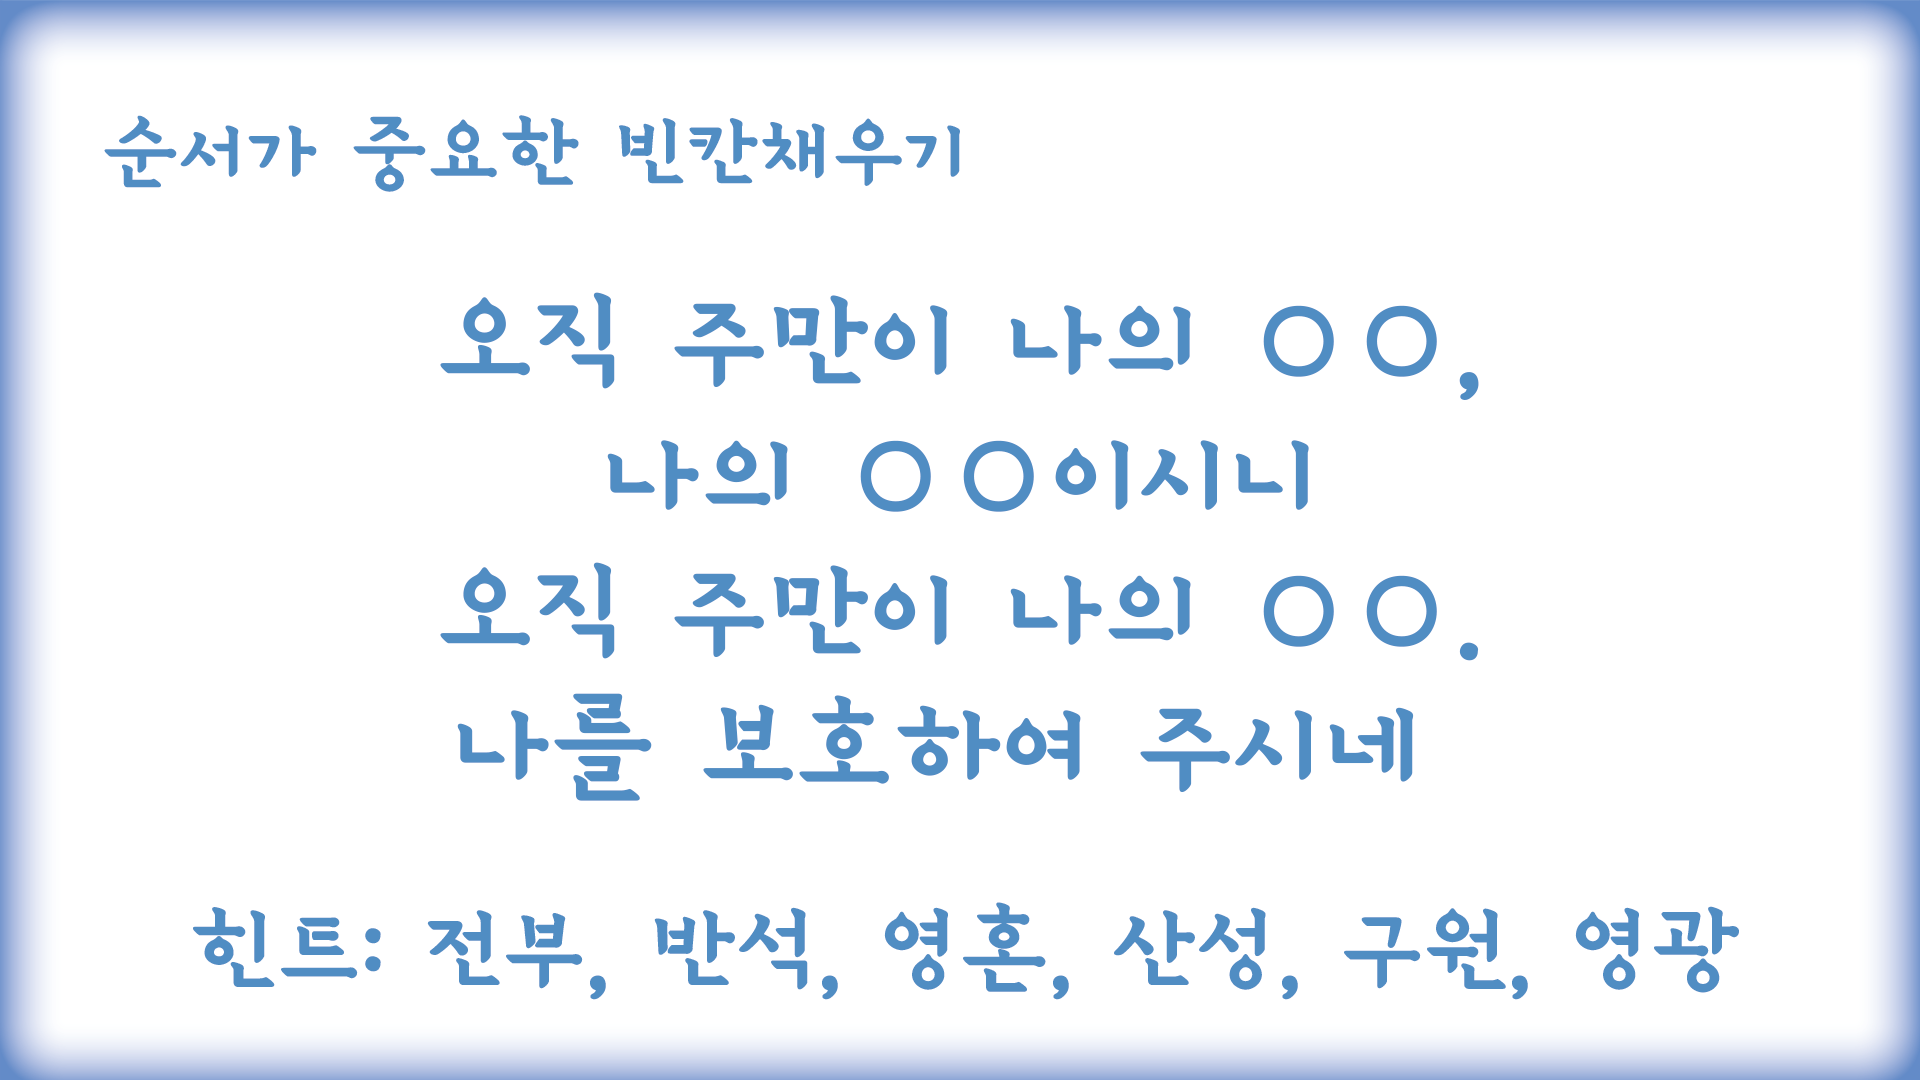 순서가 중요한 빈칸채우기
오직 주만이 나의 ○○,
나의 ○○이시니
오직 주만이 나의 ○○.
나를 보호하여 주시네
힌트: 전부, 반석, 영혼, 산성, 구원, 영광